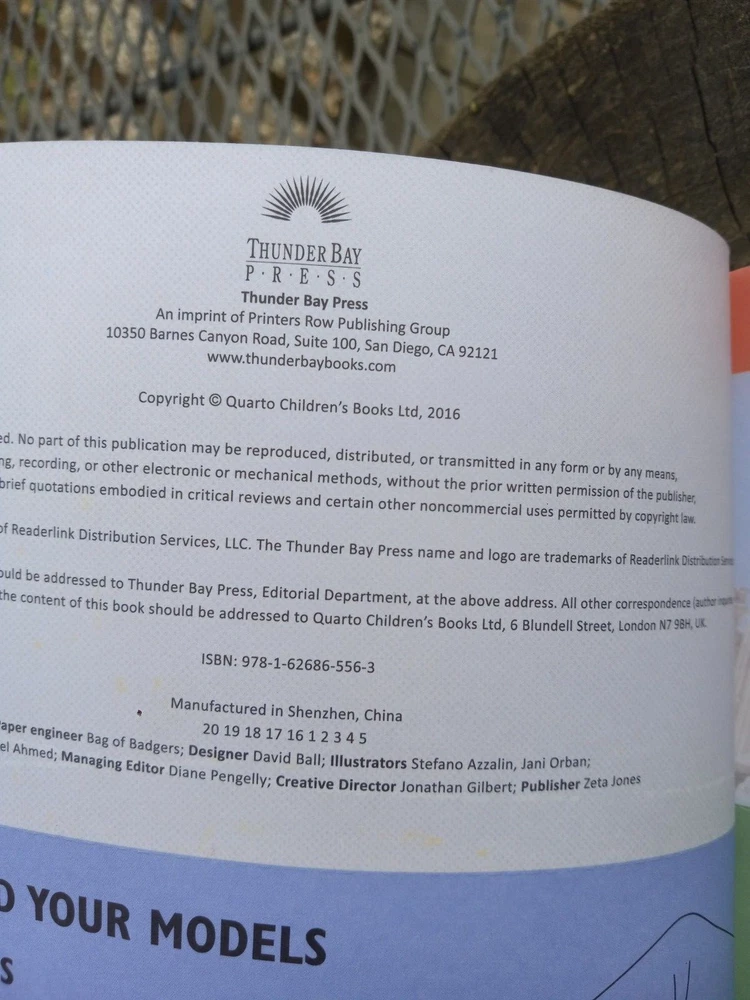 THUNDER BAY
P·R·E·S·S
Thunder Bay Press
An imprint of Printers Row Publishing Group
10350 Barnes Canyon Road, Suite 100, San Diego, CA 92121
www.thunderbaybooks.com
Copyright © Quarto Children's Books Ltd, 2016
ed. No part of this publication may be reproduced, distributed, or transmitted in any form or by any means,
ng, recording, or other electronic or mechanical methods, without the prior written permission of the publisher,
brief quotations embodied in critical reviews and certain other noncommercial uses permitted by copyright law.
of Readerlink Distribution Services, LLC. The Thunder Bay Press name and logo are trademarks of Readerlink Distribution
ould be addressed to Thunder Bay Press, Editorial Department, at the above address. All other correspondence (author
the content of this book should be addressed to Quarto Children's Books Ltd, 6 Blundell Street, London N7 9BH, UK.
ISBN: 978-1-62686-556-3
Manufactured in Shenzhen, China
20 19 18 17 16 1 2 3 4 5
Paper engineer Bag of Badgers; Designer David Ball; Illustrators Stefano Azzalin, Jani Orban;
el Ahmed; Managing Editor Diane Pengelly; Creative Director Jonathan Gilbert; Publisher Zeta Jones
D YOUR MODELS
S